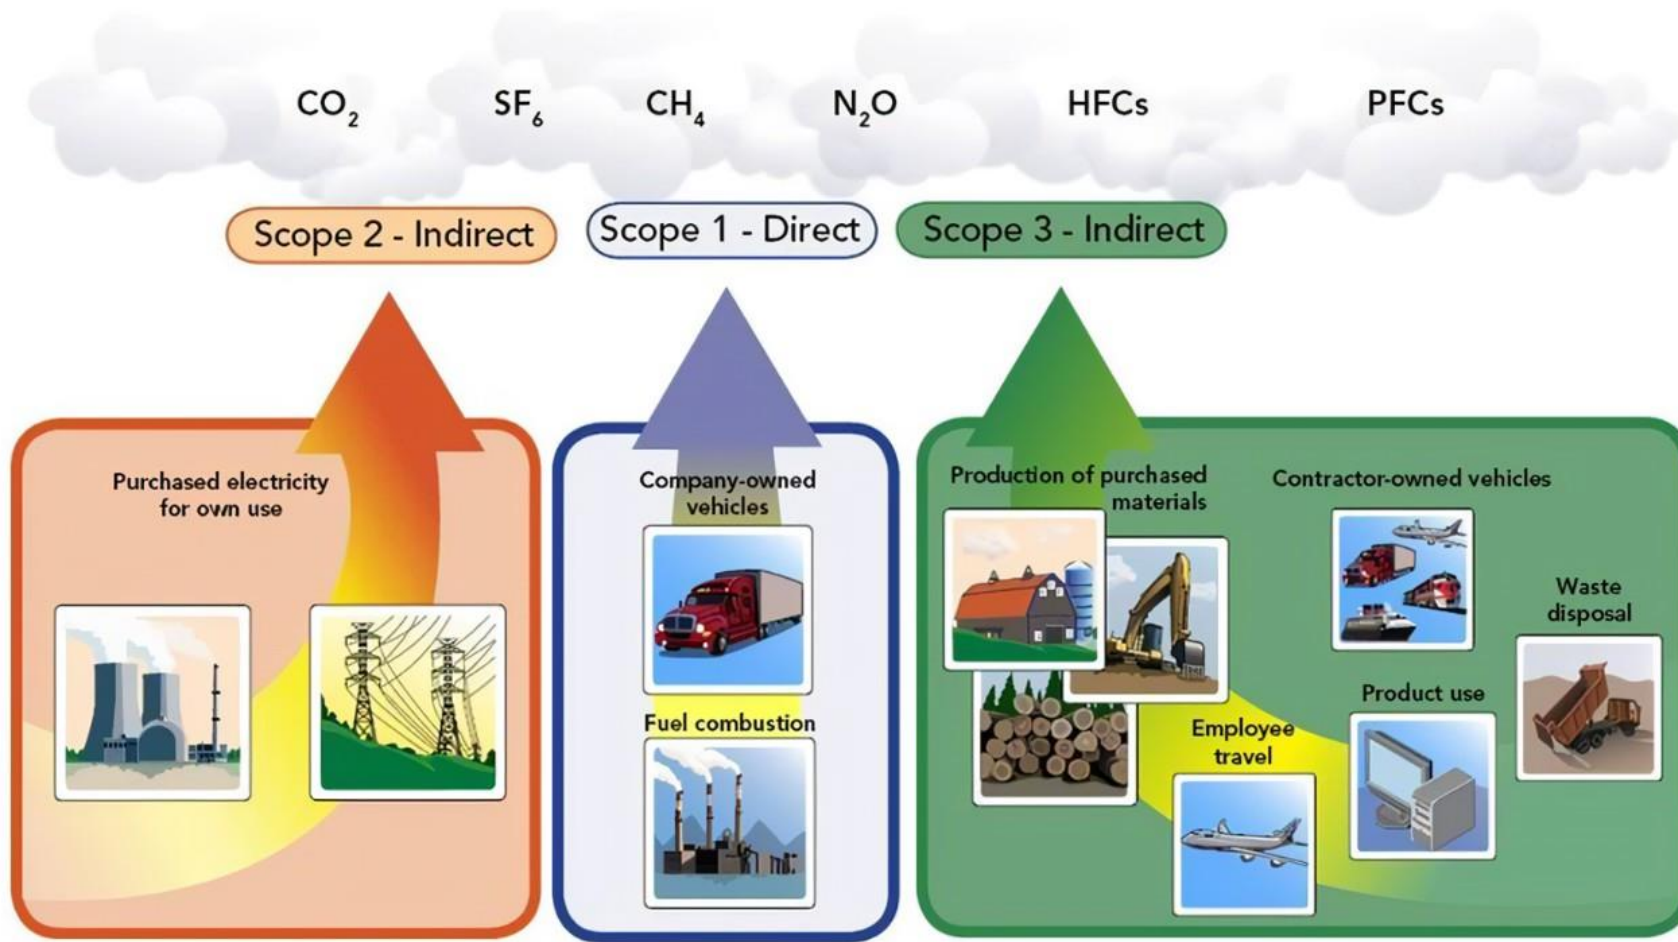 CO₂ SF₆ CH₄ N₂O HFCs PFCs
Scope 2 - Indirect
Scope 1 - Direct
Scope 3 - Indirect
Purchased electricity
for own use
Company-owned
vehicles
Fuel combustion
Production of purchased
materials
Contractor-owned vehicles
Waste
disposal
Product use
Employee
travel